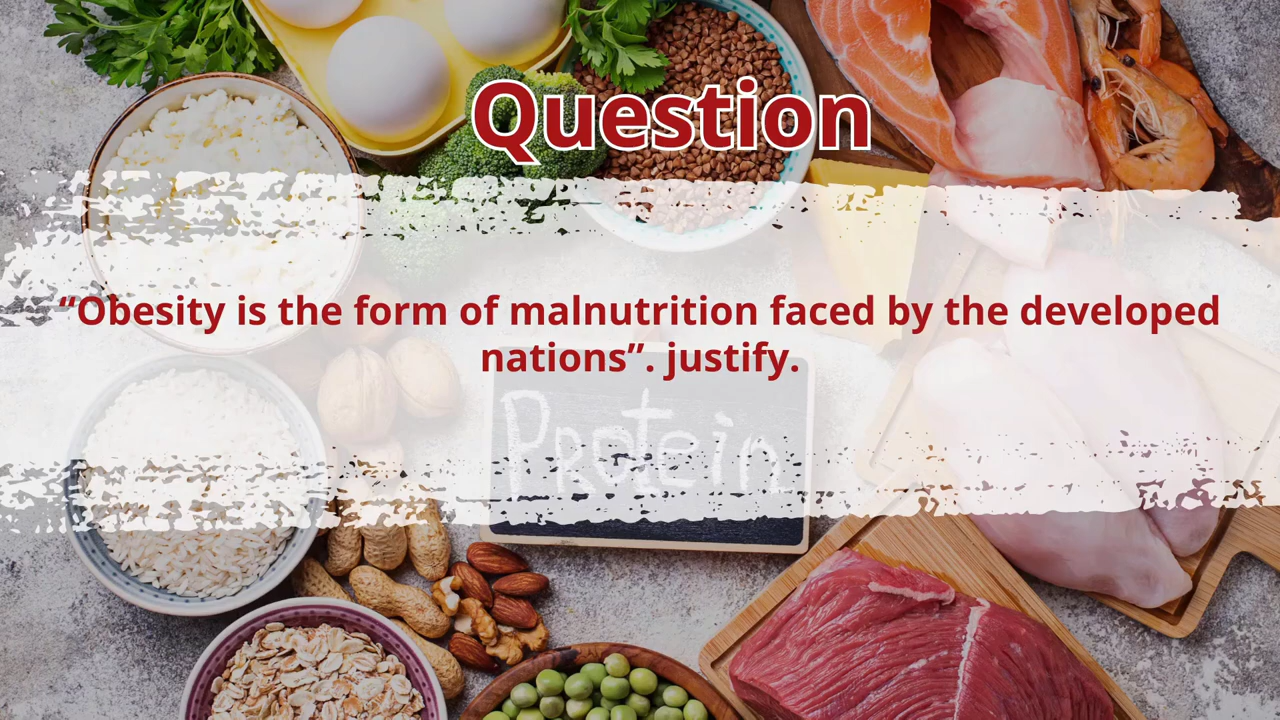 Question
“Obesity is the form of malnutrition faced by the developed
nations”. justify.
Protein